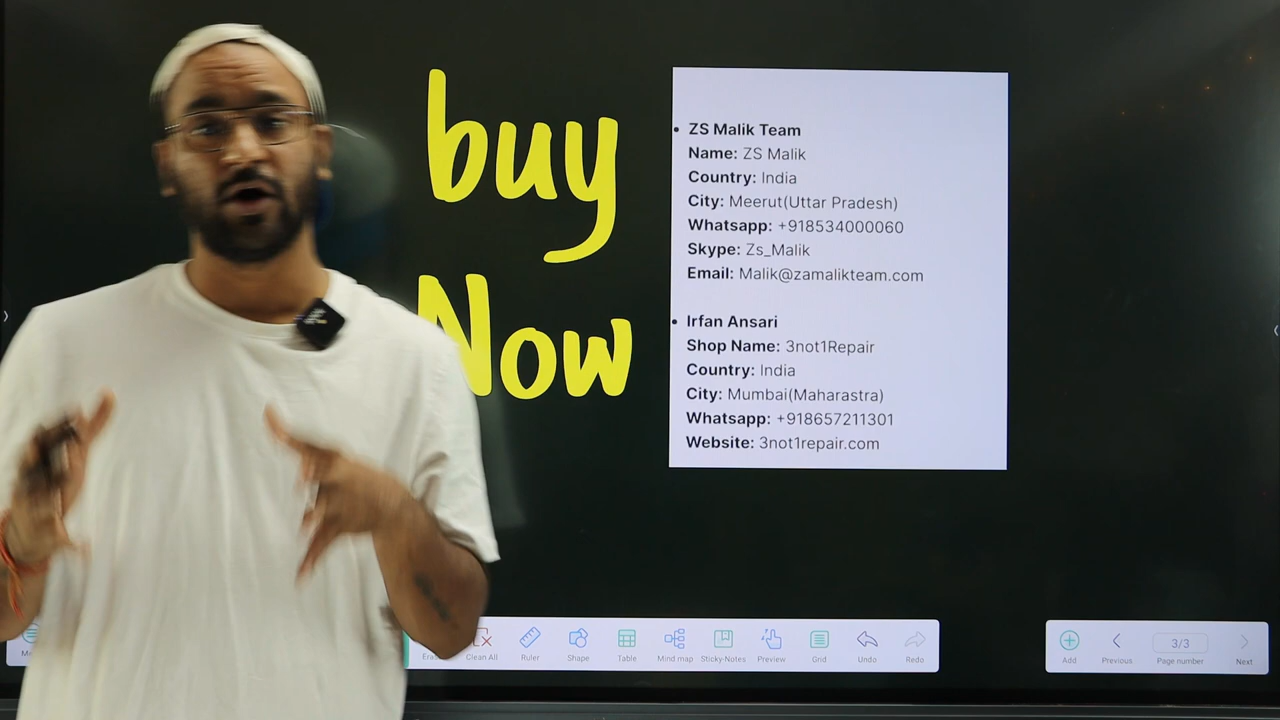 buy
Now
• ZS Malik Team
Name: ZS Malik
Country: India
City: Meerut(Uttar Pradesh)
Whatsapp: +918534000060
Skype: Zs_Malik
Email: Malik@zamalikteam.com
• Irfan Ansari
Shop Name: 3not1Repair
Country: India
City: Mumbai(Maharastra)
Whatsapp: +918657211301
Website: 3not1repair.com
Clean All
Ruler
Shape
Table
Mind map
Sticky-Notes
Preview
Grid
Undo
Redo
Add
Previous
3/3
Page number
Next